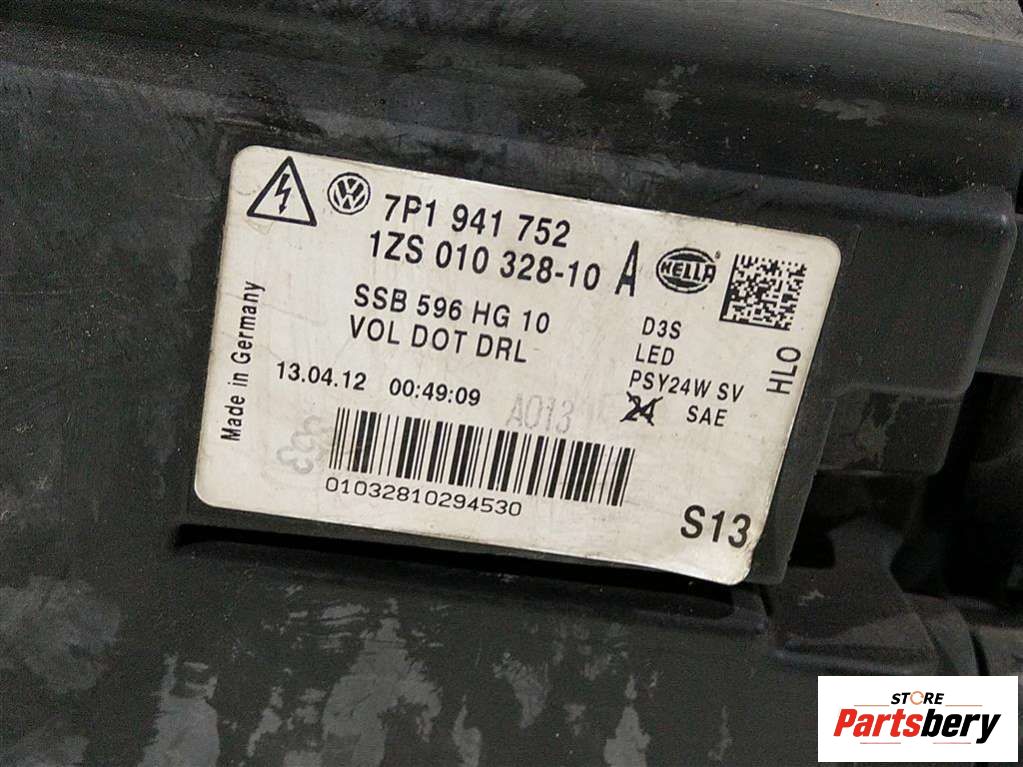 7P1 941 752
1ZS 010 328-10 A
HELLA
SSB 596 HG 10
VOL DOT DRL
D3S
LED
PSY24W SV
24 SAE
HLO
13.04.12 00:49:09
A013
Made in Germany
01032810294530
S13
STORE
Partsbery